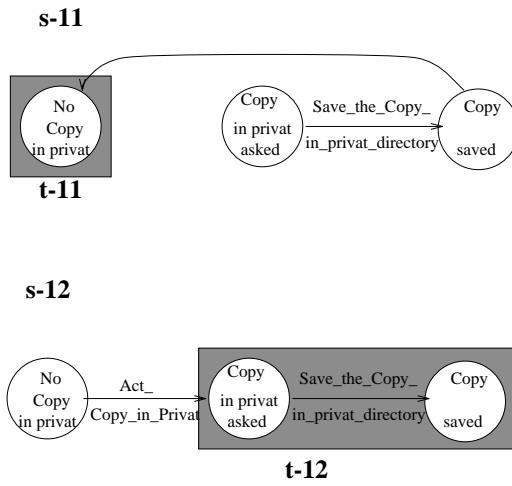 s-11
No
Copy
in privat
t-11
Copy
in privat
asked
Save_the_Copy_
in_privat_directory
Copy
saved
s-12
No
Copy
in privat
Act_
Copy_in_Privat
Copy
in privat
asked
Save_the_Copy_
in_privat_directory
Copy
saved
t-12